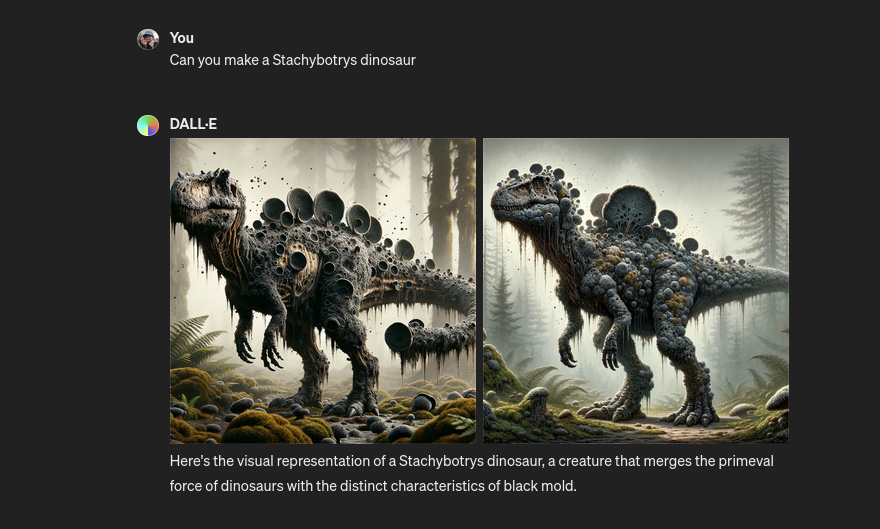 You
Can you make a Stachybotrys dinosaur
DALL·E
Here's the visual representation of a Stachybotrys dinosaur, a creature that merges the primeval
force of dinosaurs with the distinct characteristics of black mold.